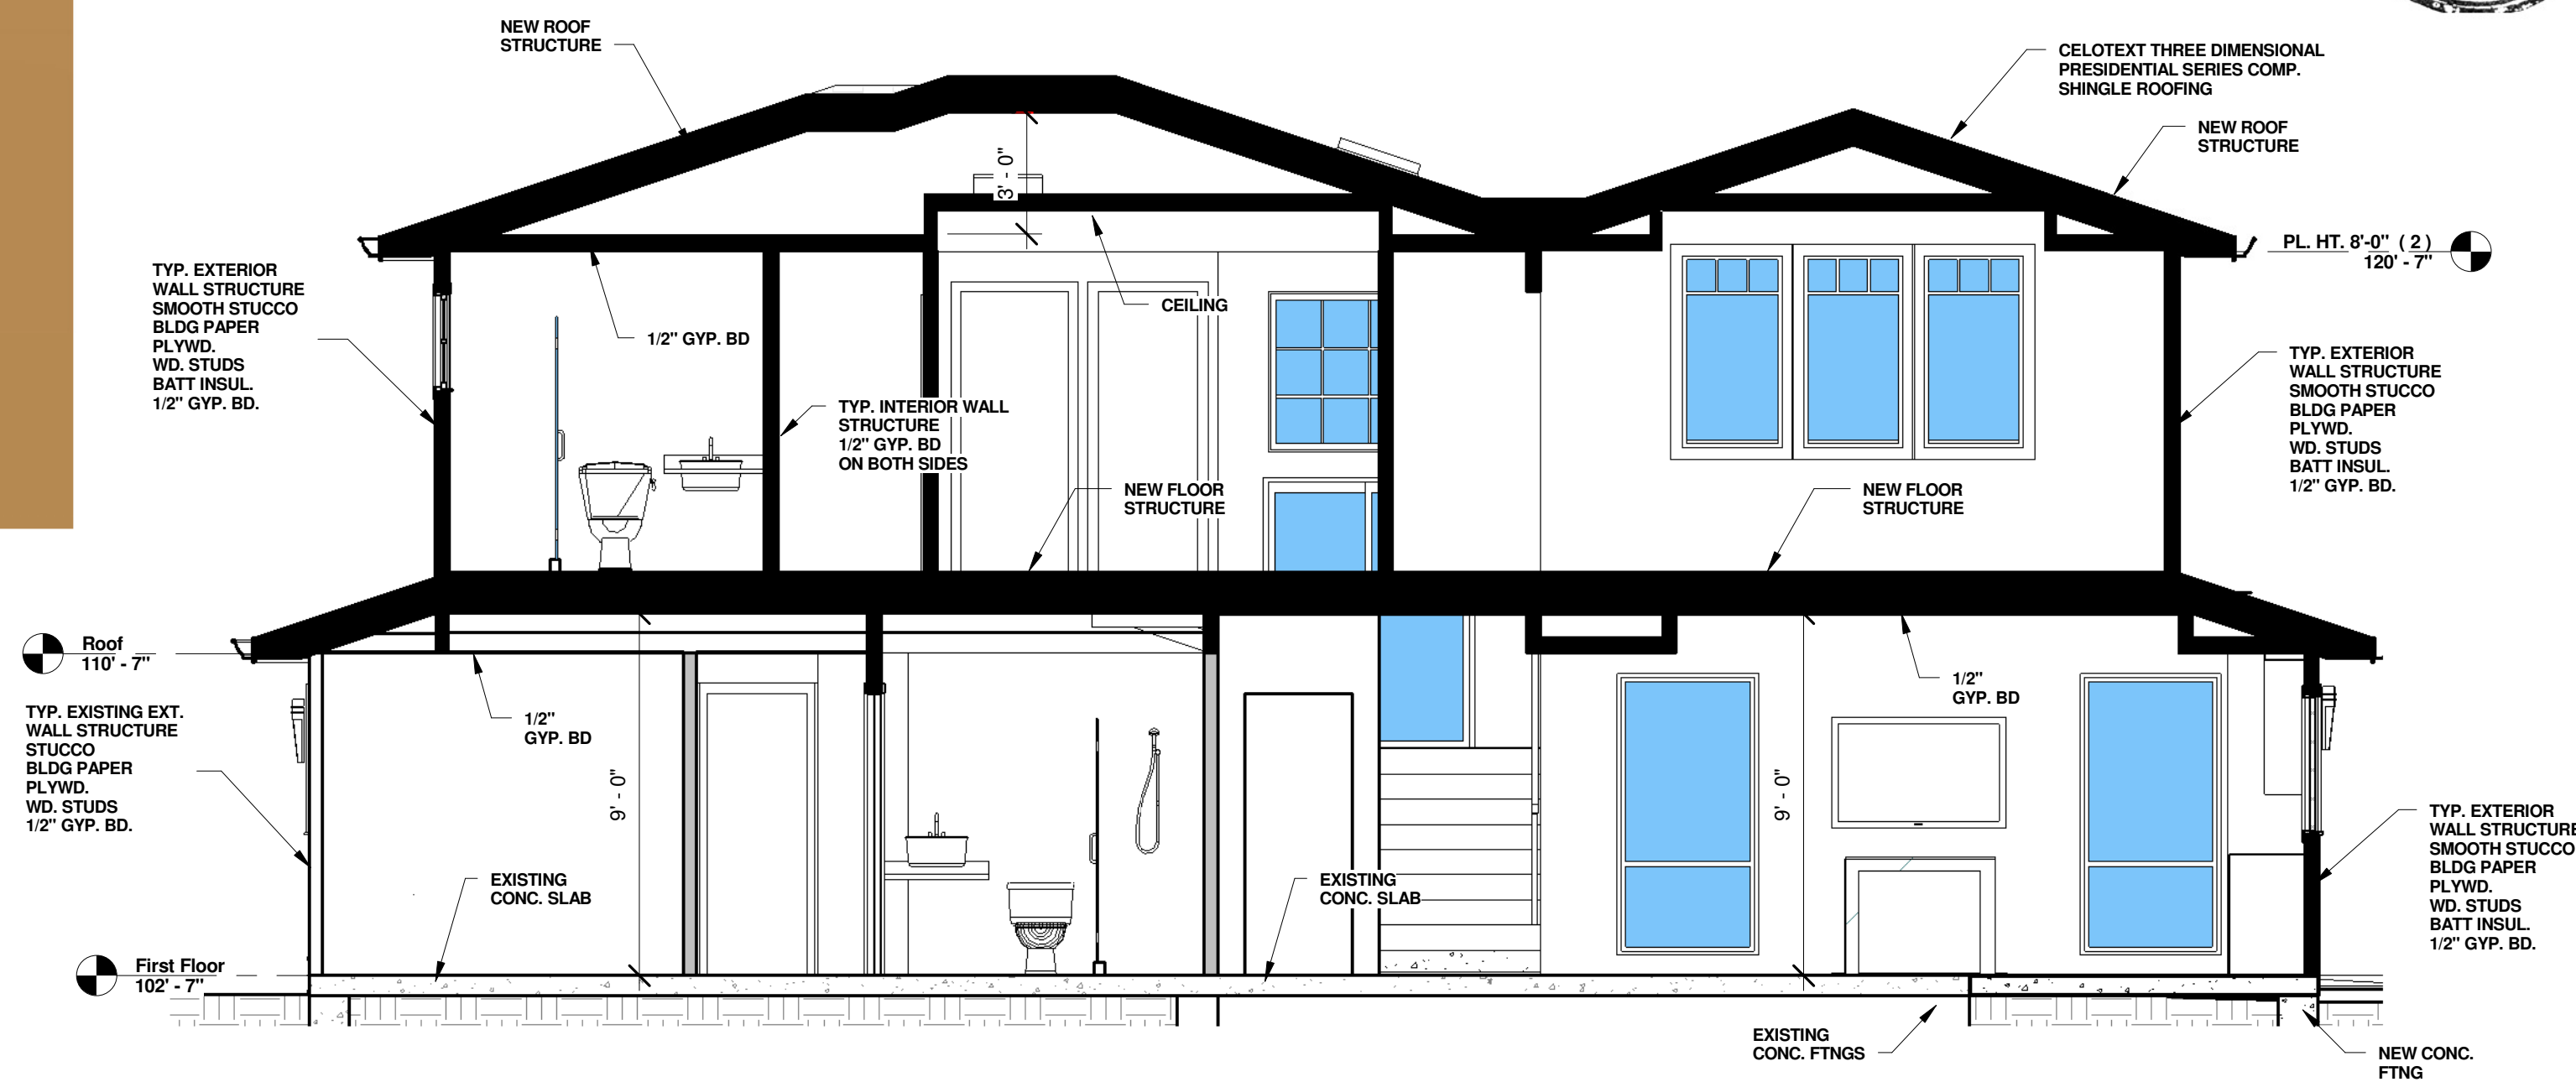 NEW ROOF
STRUCTURE
CELOTEXT THREE DIMENSIONAL
PRESIDENTIAL SERIES COMP.
SHINGLE ROOFING
NEW ROOF
STRUCTURE
3' - 0"
PL. HT. 8'-0" ( 2 )
120' - 7"
TYP. EXTERIOR
WALL STRUCTURE
SMOOTH STUCCO
BLDG PAPER
PLYWD.
WD. STUDS
BATT INSUL.
1/2" GYP. BD.
CEILING
1/2" GYP. BD
TYP. INTERIOR WALL
STRUCTURE
1/2" GYP. BD
ON BOTH SIDES
TYP. EXTERIOR
WALL STRUCTURE
SMOOTH STUCCO
BLDG PAPER
PLYWD.
WD. STUDS
BATT INSUL.
1/2" GYP. BD.
NEW FLOOR
STRUCTURE
NEW FLOOR
STRUCTURE
Roof
110' - 7"
TYP. EXISTING EXT.
WALL STRUCTURE
STUCCO
BLDG PAPER
PLYWD.
WD. STUDS
1/2" GYP. BD.
1/2"
GYP. BD
9' - 0"
1/2"
GYP. BD
9' - 0"
TYP. EXTERIOR
WALL STRUCTURE
SMOOTH STUCCO
BLDG PAPER
PLYWD.
WD. STUDS
BATT INSUL.
1/2" GYP. BD.
EXISTING
CONC. SLAB
EXISTING
CONC. SLAB
First Floor
102' - 7"
EXISTING
CONC. FTNGS
NEW CONC.
FTNG